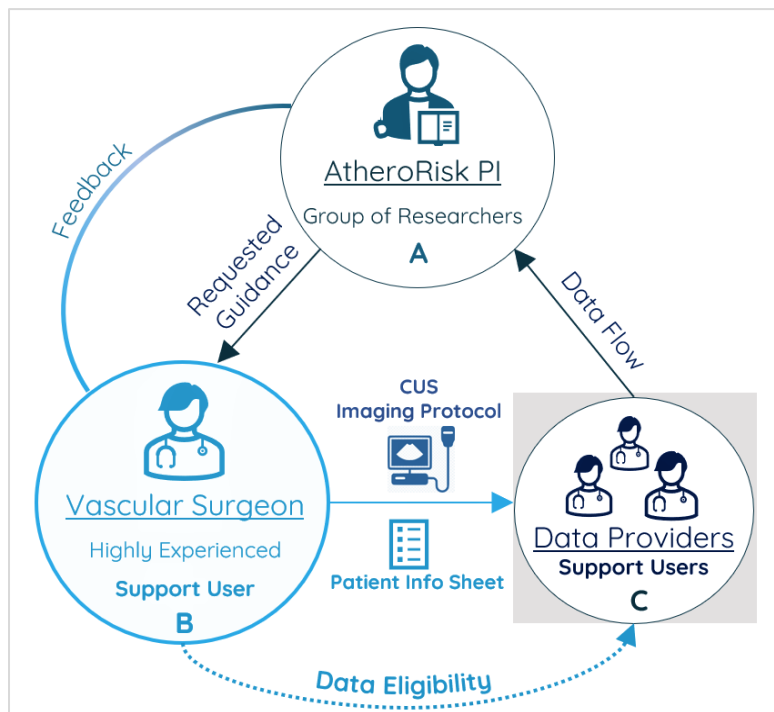 AtheroRisk PI
Group of Researchers
A
Feedback
Requested
Guidance
Data Flow
CUS
Imaging Protocol
Vascular Surgeon
Highly Experienced
Support User
B
Patient Info Sheet
Data Providers
Support Users
C
Data Eligibility